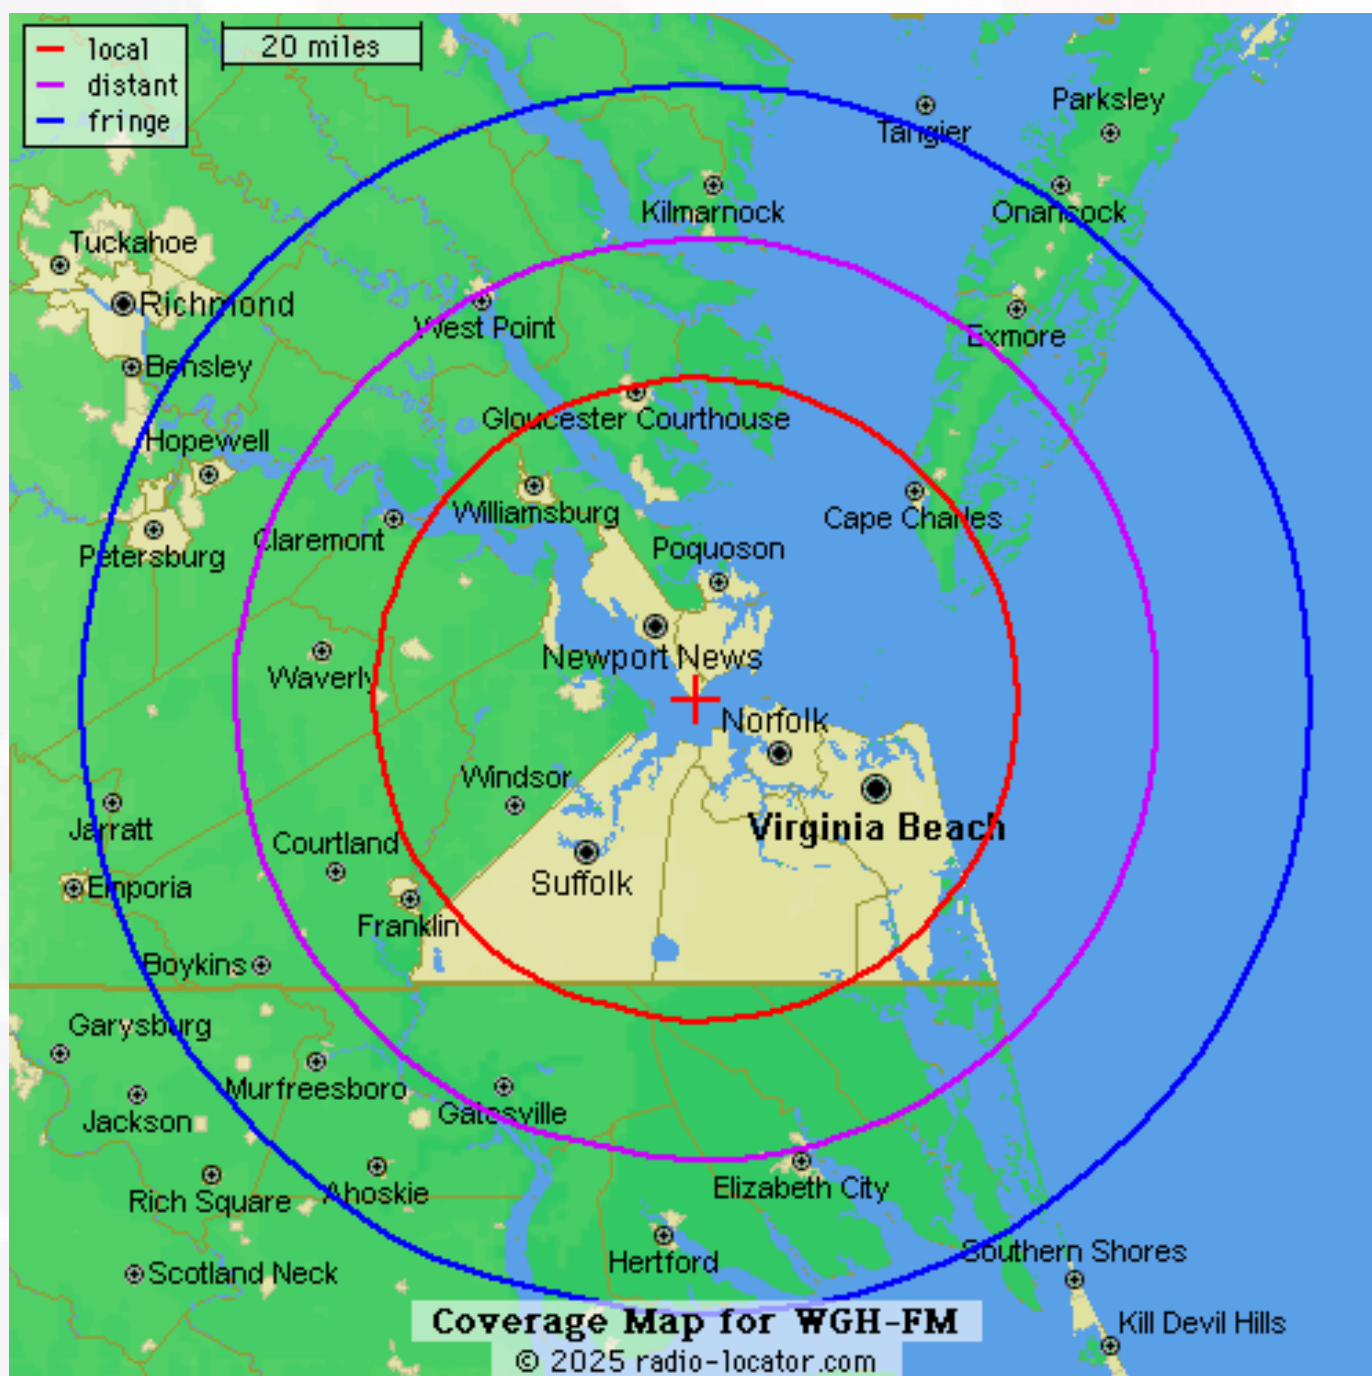 local
distant
fringe
20 miles
Parksley
Tangier
Kilmarnock
Onancock
Tuckahoe
Richmond
West Point
Exmore
Bensley
Gloucester Courthouse
Hopewell
Williamsburg
Cape Charles
Claremont
Petersburg
Poquoson
Newport News
Waverly
Norfolk
Windsor
Jarratt
Virginia Beach
Courtland
Suffolk
Emporia
Franklin
Boykins
Garysburg
Murfreesboro
Gatesville
Jackson
Rich Square
Ahoskie
Elizabeth City
Hertford
Southern Shores
Scotland Neck
Kill Devil Hills
Coverage Map for WGH-FM
© 2025 radio-locator.com